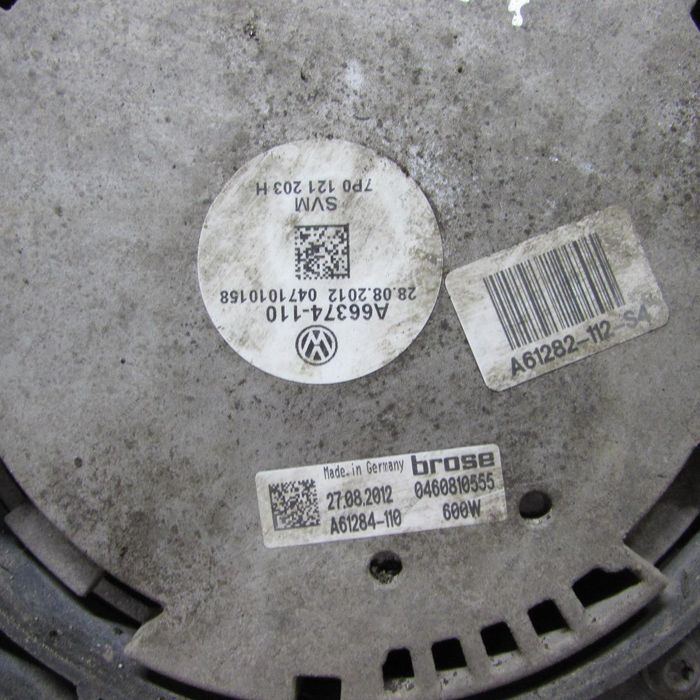 7P0 121 203 H
SVM
28.08.2012 0471010158
A66374-110
A61282-112-S4
Made in Germany brose
27.08.2012 0460810555
A61284-110 600W